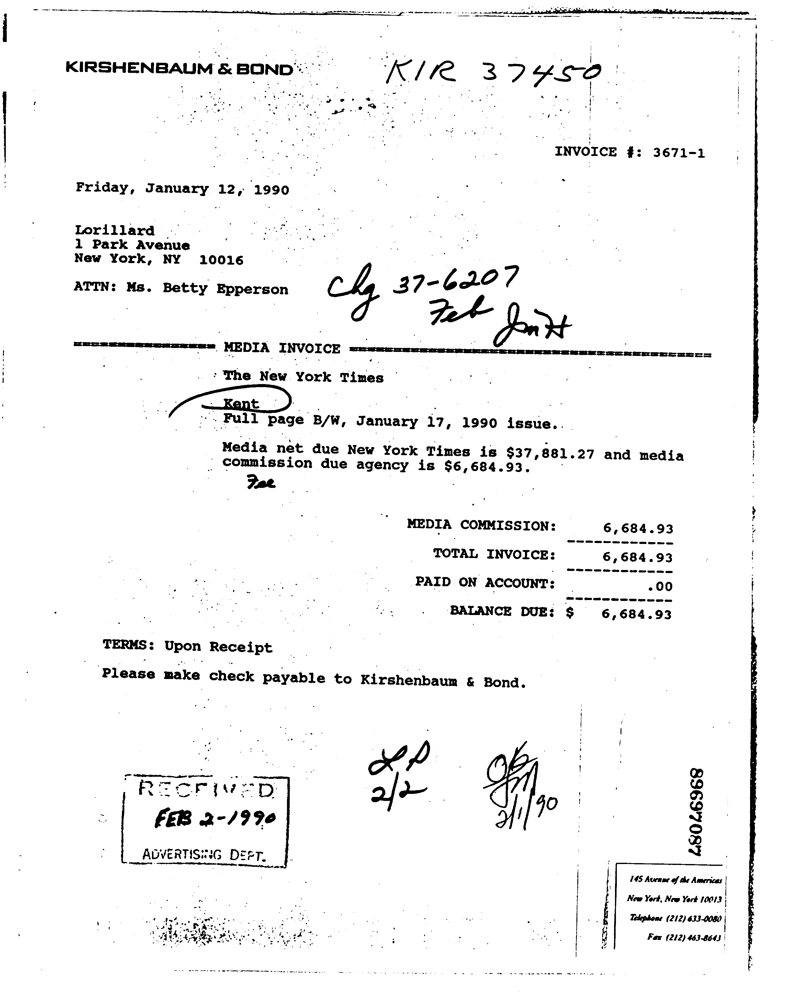 KIRSHENBAUM & BOND
KIR 37450
INVOICE #: 3671-1
Friday, January 12, 1990
Lorillard
1 Park Avenue
New York, NY 10016
ATTN: Ms. Betty Epperson
Chg 37-6207
Feb
MEDIA INVOICE
The New York Times
Kent
Full page B/W, January 17, 1990 issue.
Media net due New York Times is $37,881.27 and media
commission due agency is $6,684.93.
Fee
MEDIA COMMISSION: 6,684.93
TOTAL INVOICE: 6,684.93
PAID ON ACCOUNT: .00
BALANCE DUE: $ 6,684.93
TERMS: Upon Receipt
Please make check payable to Kirshenbaum & Bond.
2/2
OK
2/1/90
RECEIVED
FEB 2-1990
ADVERTISING DEPT.
89697087
145 Avenue of the Americas
New York, New York 10013
Telephone (212) 633-0080
Fax (212) 463-8643